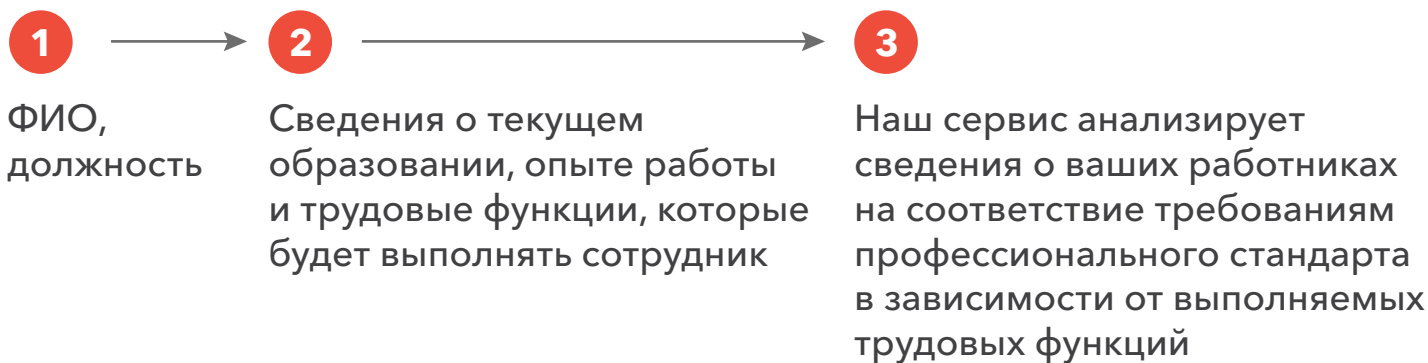 1
ФИО,
должность
2
Сведения о текущем
образовании, опыте работы
и трудовые функции, которые
будет выполнять сотрудник
3
Наш сервис анализирует
сведения о ваших работниках
на соответствие требованиям
профессионального стандарта
в зависимости от выполняемых
трудовых функций